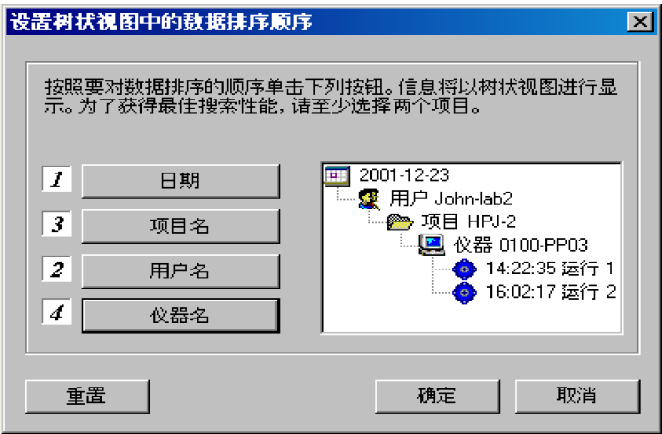 设置树状视图中的数据排序顺序
按照要对数据排序的顺序单击下列按钮。信息将以树状视图进行显
示。为了获得最佳搜索性能，请至少选择两个项目。
1 日期
3 项目名
2 用户名
4 仪器名
2001-12-23
用户 John-lab2
项目 HPJ-2
仪器 0100-PP03
14:22:35 运行 1
16:02:17 运行 2
重置 确定 取消